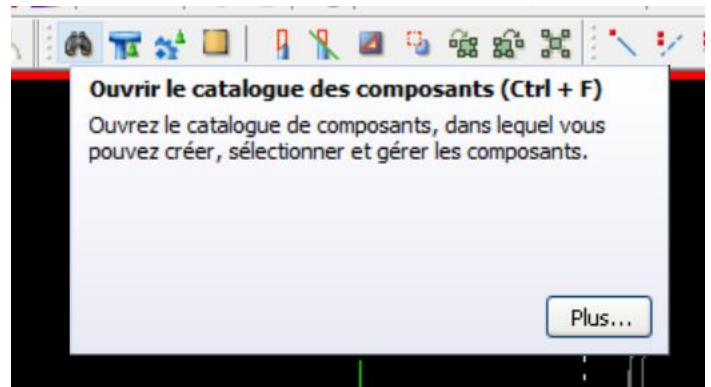 Ouvrir le catalogue des composants (Ctrl + F)
Ouvrez le catalogue de composants, dans lequel vous
pouvez créer, sélectionner et gérer les composants.
Plus...